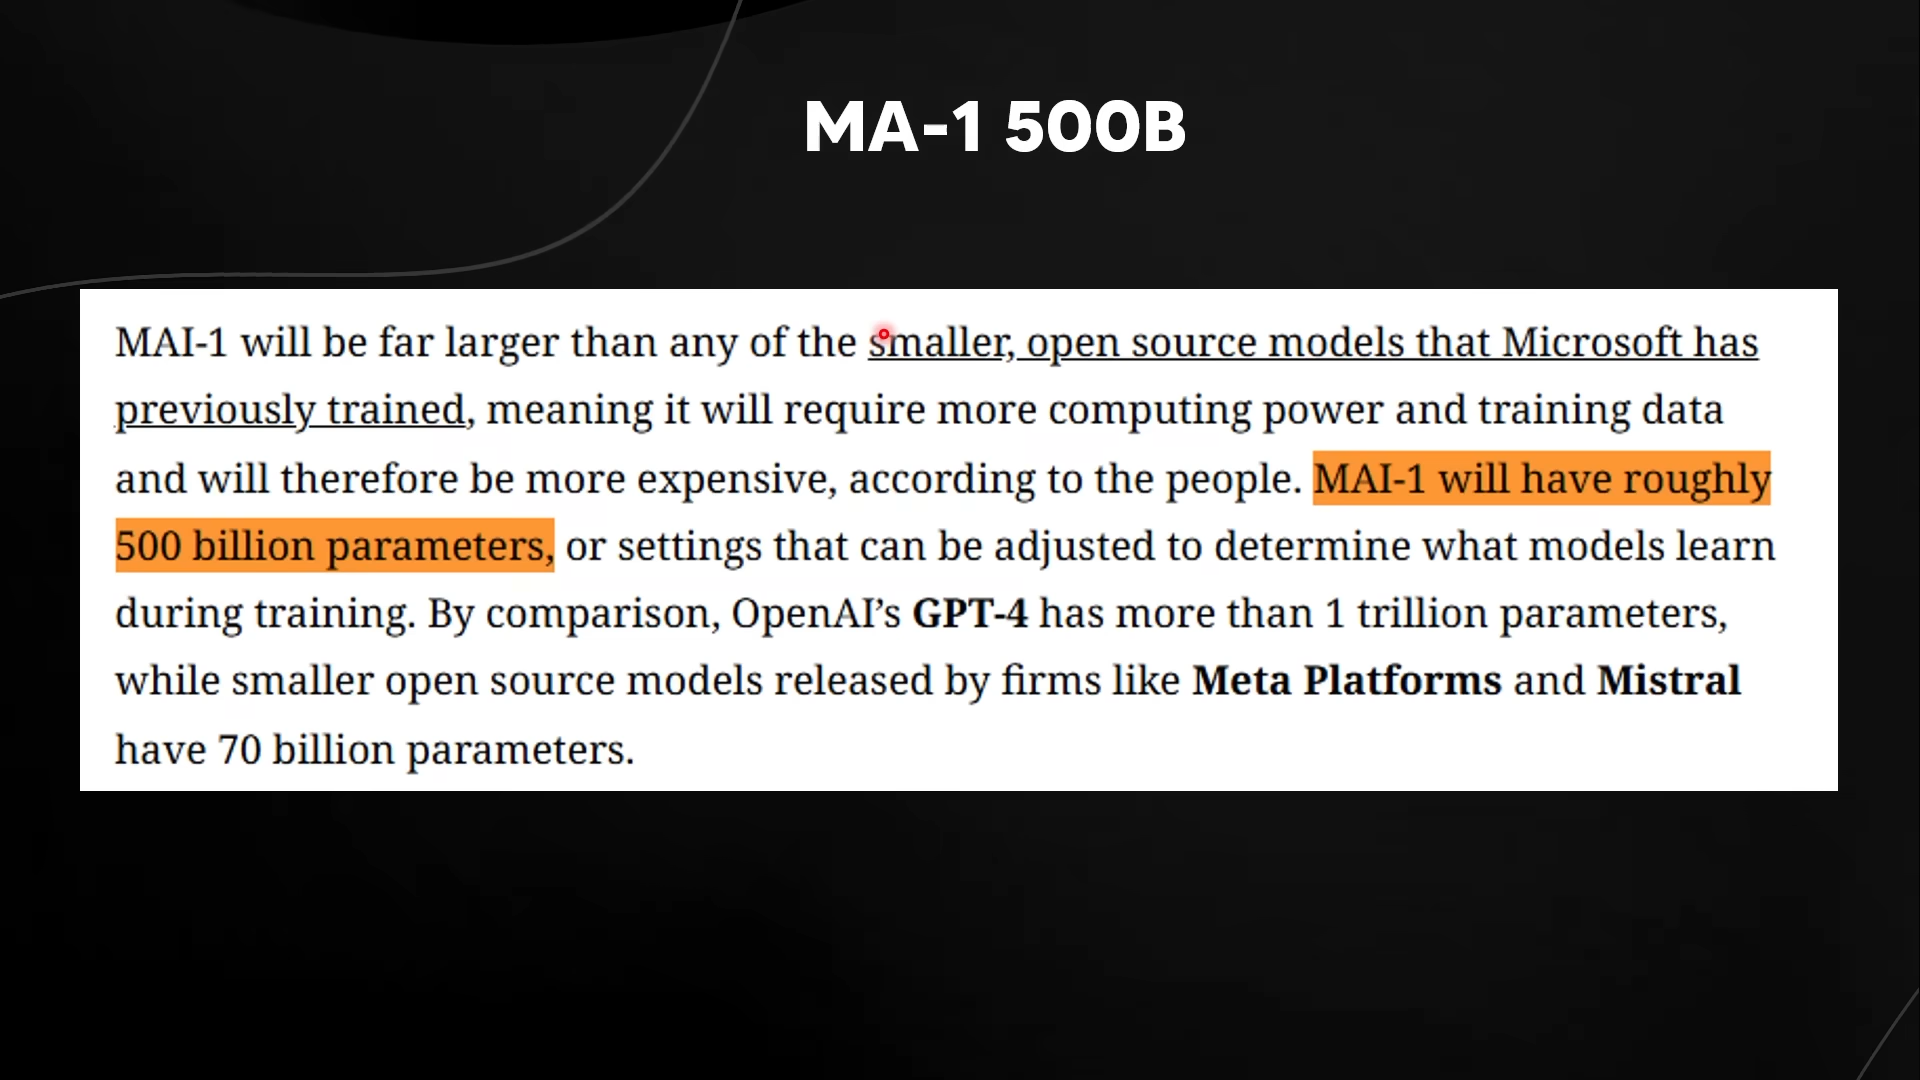 MA-1 500B
MAI-1 will be far larger than any of the smaller, open source models that Microsoft has
previously trained, meaning it will require more computing power and training data
and will therefore be more expensive, according to the people. MAI-1 will have roughly
500 billion parameters, or settings that can be adjusted to determine what models learn
during training. By comparison, OpenAI’s GPT-4 has more than 1 trillion parameters,
while smaller open source models released by firms like Meta Platforms and Mistral
have 70 billion parameters.